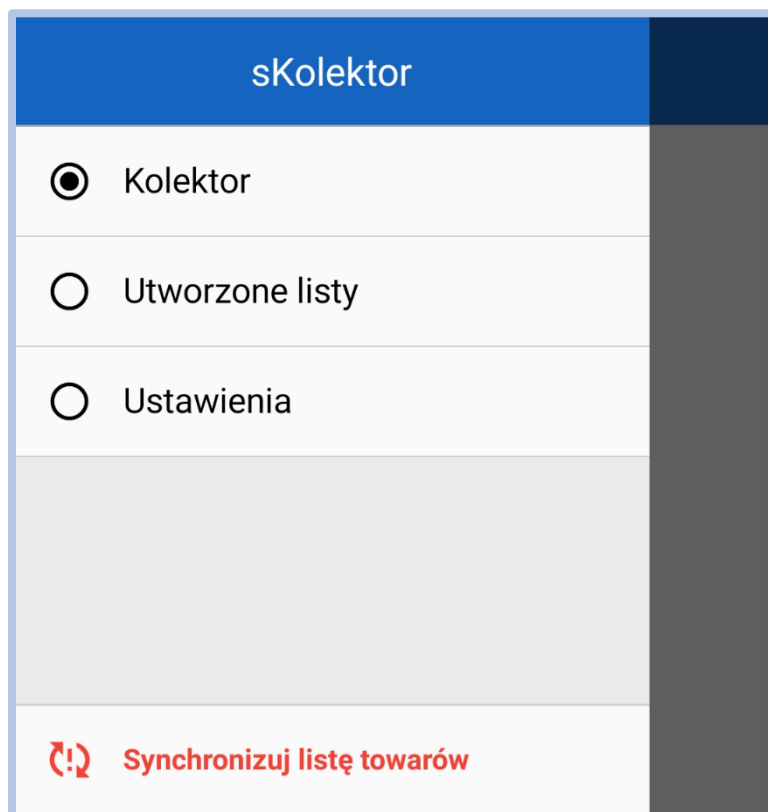 sKolektor
Kolektor
Utworzone listy
Ustawienia
Synchronizuj listę towarów